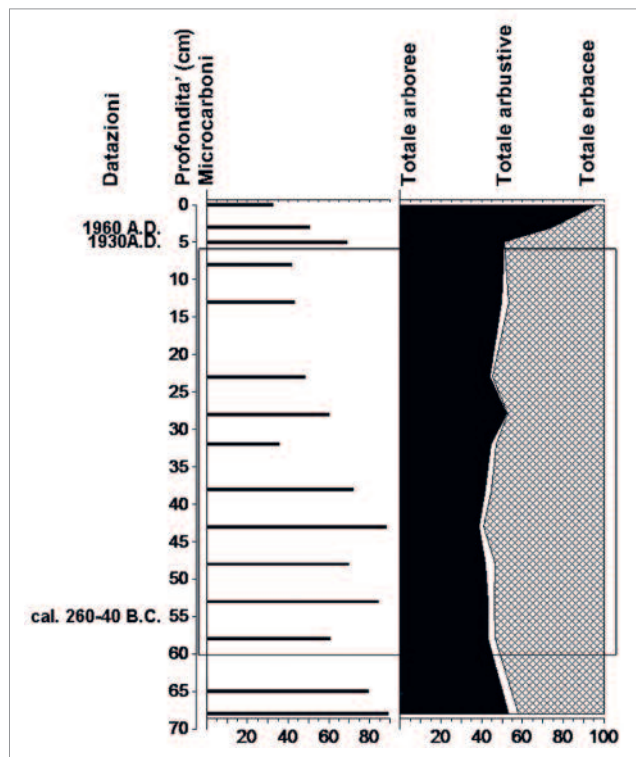 Datazioni
Profondita' (cm)
Microcarboni
Totale arboree
Totale arbustive
Totale erbacee
0
1960 A.D.
5
1930A.D.
10
15
20
25
30
35
40
45
50
cal. 260-40 B.C.
55
60
65
70
20 40 60 80
20 40 60 80 100